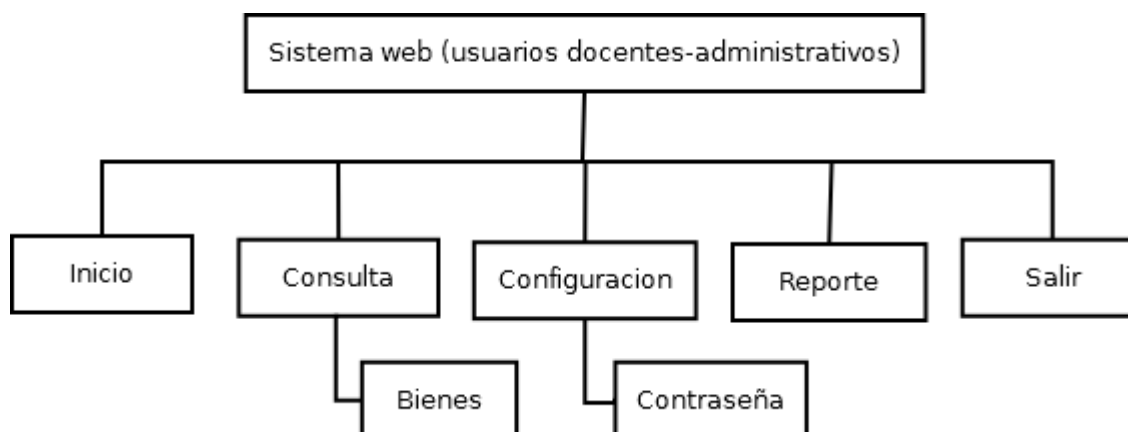 Sistema web (usuarios docentes-administrativos)
Inicio
Consulta
Configuracion
Reporte
Salir
Bienes
Contraseña